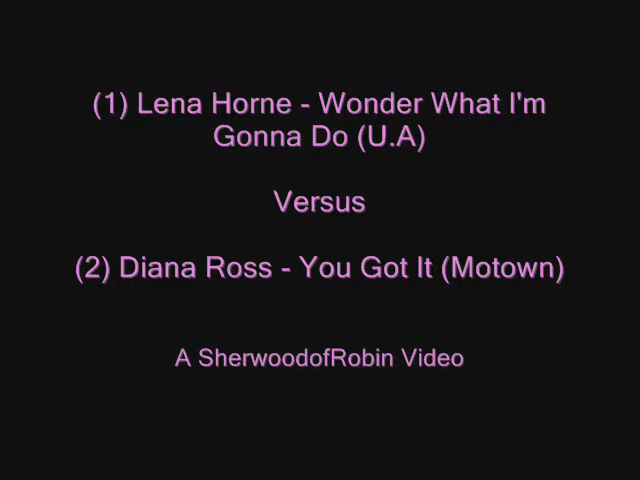 (1) Lena Horne - Wonder What I'm
Gonna Do (U.A)
Versus
(2) Diana Ross - You Got It (Motown)
A SherwoodofRobin Video